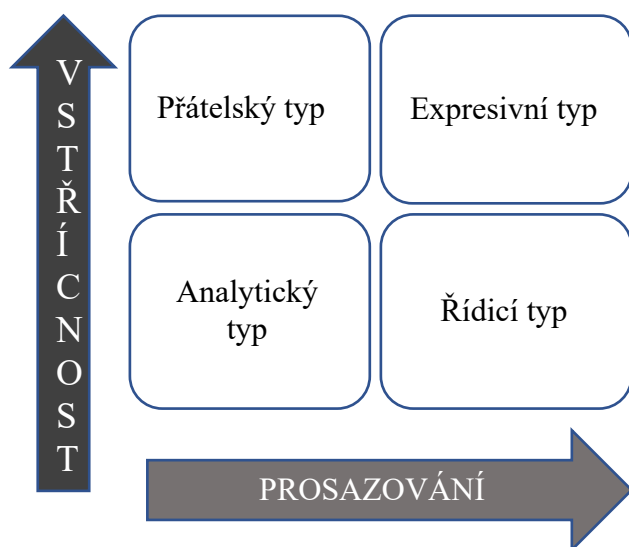 VSTŘÍCNOST
Přátelský typ
Expresivní typ
Analytický
typ
Řídicí typ
PROSAZOVÁNÍ